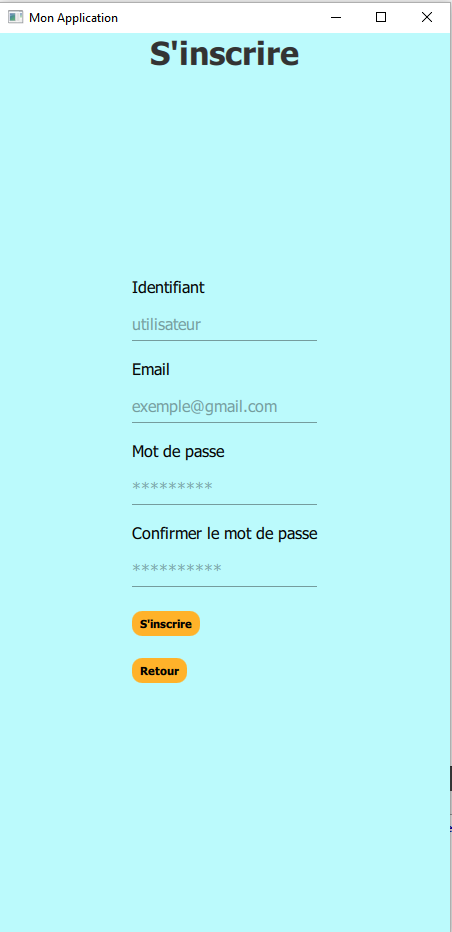 Mon Application
S'inscrire
Identifiant
utilisateur
Email
exemple@gmail.com
Mot de passe
*********
Confirmer le mot de passe
**********
S'inscrire
Retour